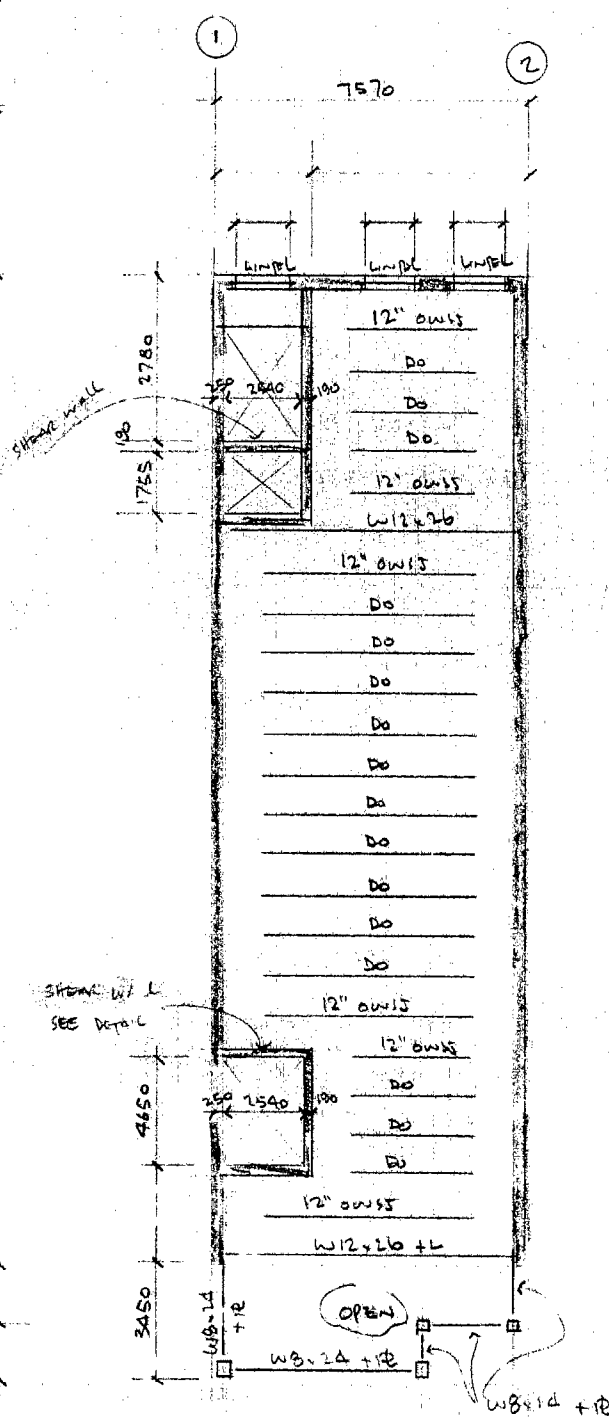 1
2
7570
LINTEL
LINTEL
LINTEL
12" OWSJ
DO
DO
DO
12" OWSJ
W12x26
2780
190
1755
250
2540
190
SHEAR WALL
12" OWSJ
DO
DO
DO
DO
DO
DO
DO
DO
DO
DO
12" OWSJ
SHEAR WALL
SEE DETAIL
12" OWSJ
DO
DO
DO
250
2540
190
4650
12" OWSJ
W12x26 +L
3450
W8x24
+PL
OPEN
W8x24 +PL
W8x24 +PL